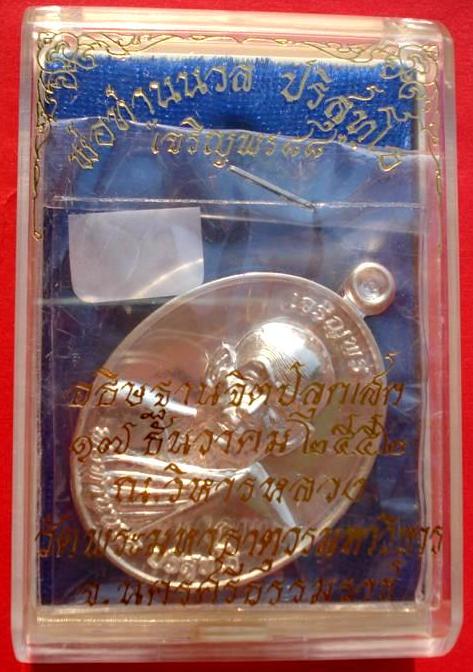 พ่อท่านนวล ปริสุทฺโธ
เจริญพร๘๘
เจริญพร
อธิษฐานจิตปลุกเสก
๑๗ ธันวาคม ๒๕๕๒
ณ.วิหารหลวง
วัดพระมหาธาตุวรมหาวิหาร
จ.นครศรีธรรมราช